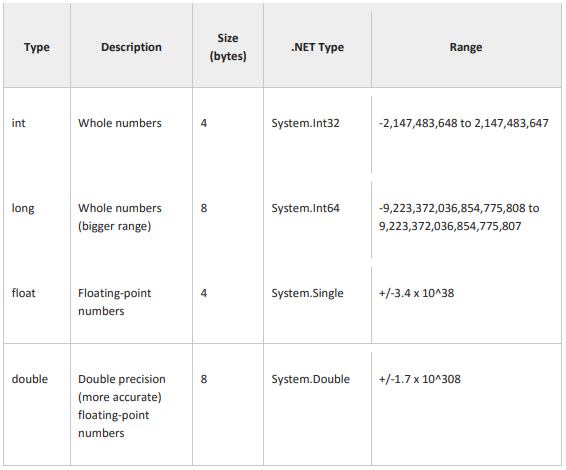 Type Description Size (bytes) .NET Type Range
int Whole numbers 4 System.Int32 -2,147,483,648 to 2,147,483,647
long Whole numbers 8 System.Int64 -9,223,372,036,854,775,808 to
(bigger range) 9,223,372,036,854,775,807
float Floating-point 4 System.Single +/-3.4 x 10^38
numbers
double Double precision 8 System.Double +/-1.7 x 10^308
(more accurate)
floating-point
numbers